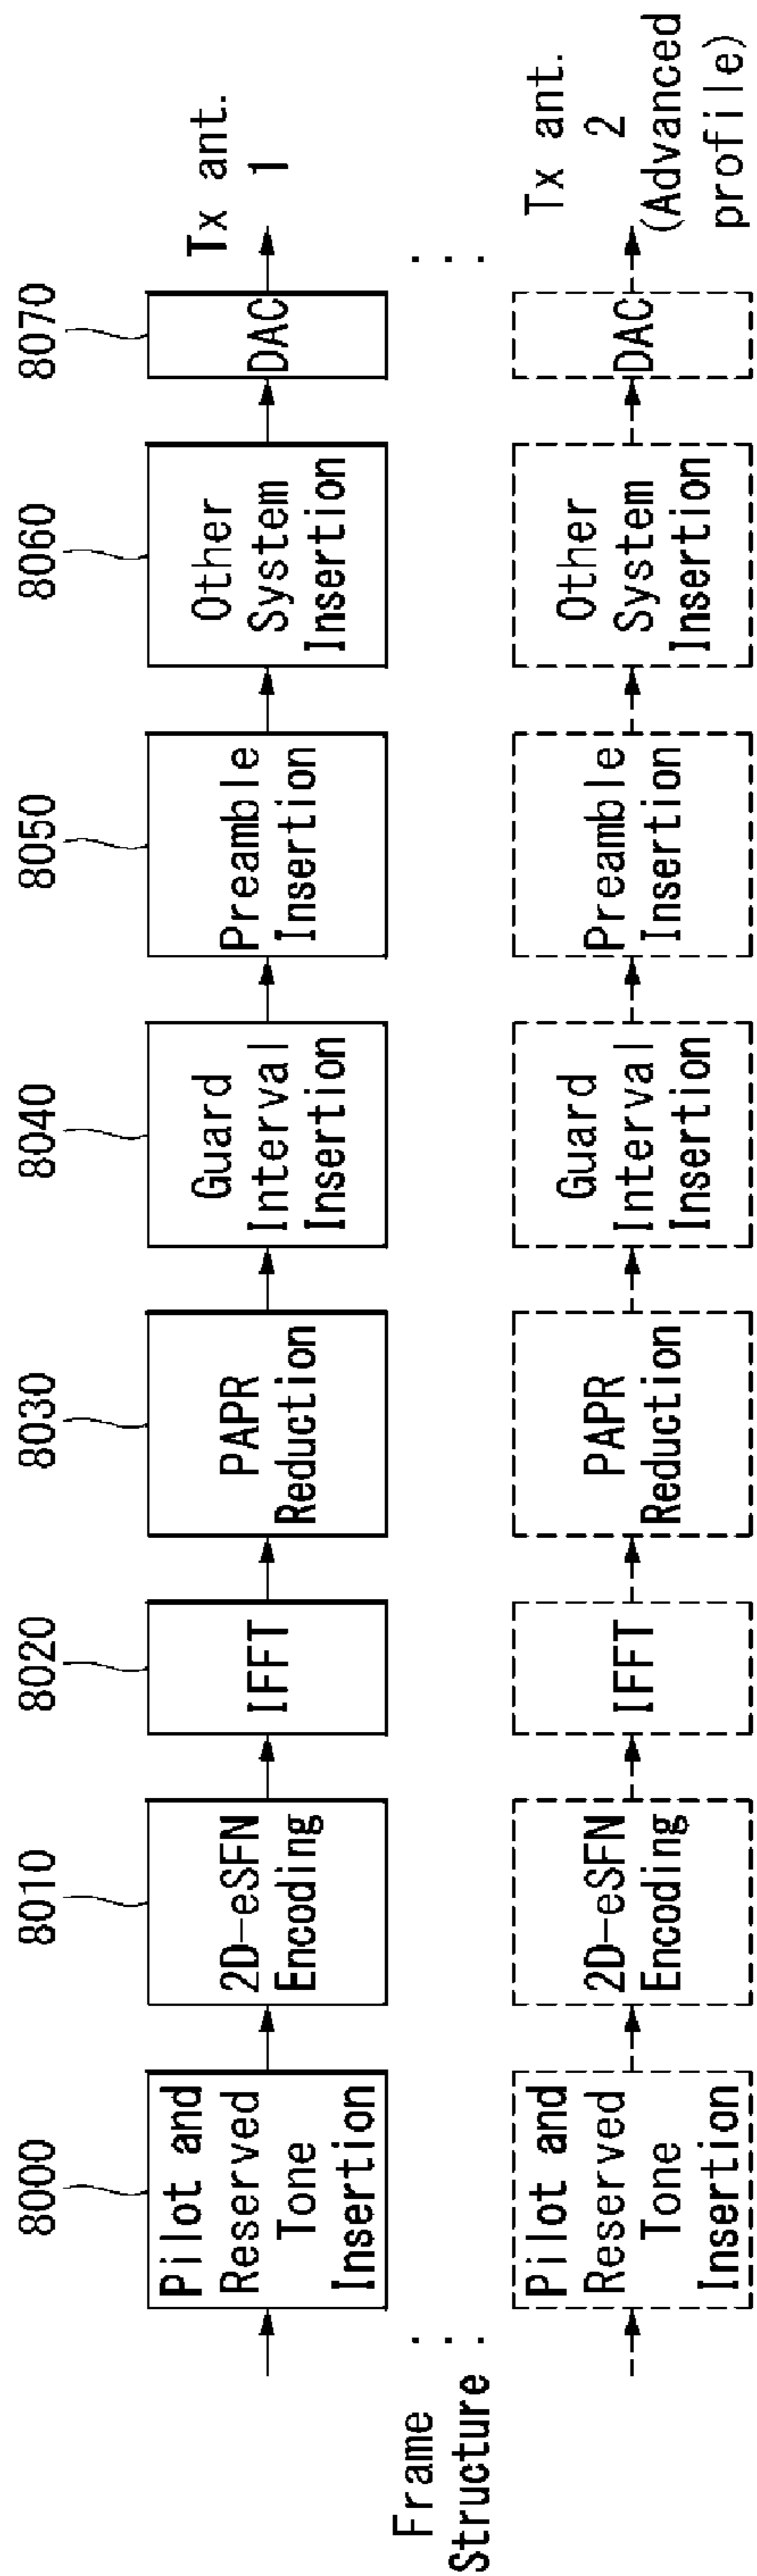 8000
8010
8020
8030
8040
8050
8060
8070
Pilot and
Reserved
Tone
Insertion
2D-eSFN
Encoding
IFFT
PAPR
Reduction
Guard
Interval
Insertion
Preamble
Insertion
Other
System
Insertion
DAC
Tx ant.
1
Frame
Structure
Pilot and
Reserved
Tone
Insertion
2D-eSFN
Encoding
IFFT
PAPR
Reduction
Guard
Interval
Insertion
Preamble
Insertion
Other
System
Insertion
DAC
Tx ant.
2
(Advanced
profile)